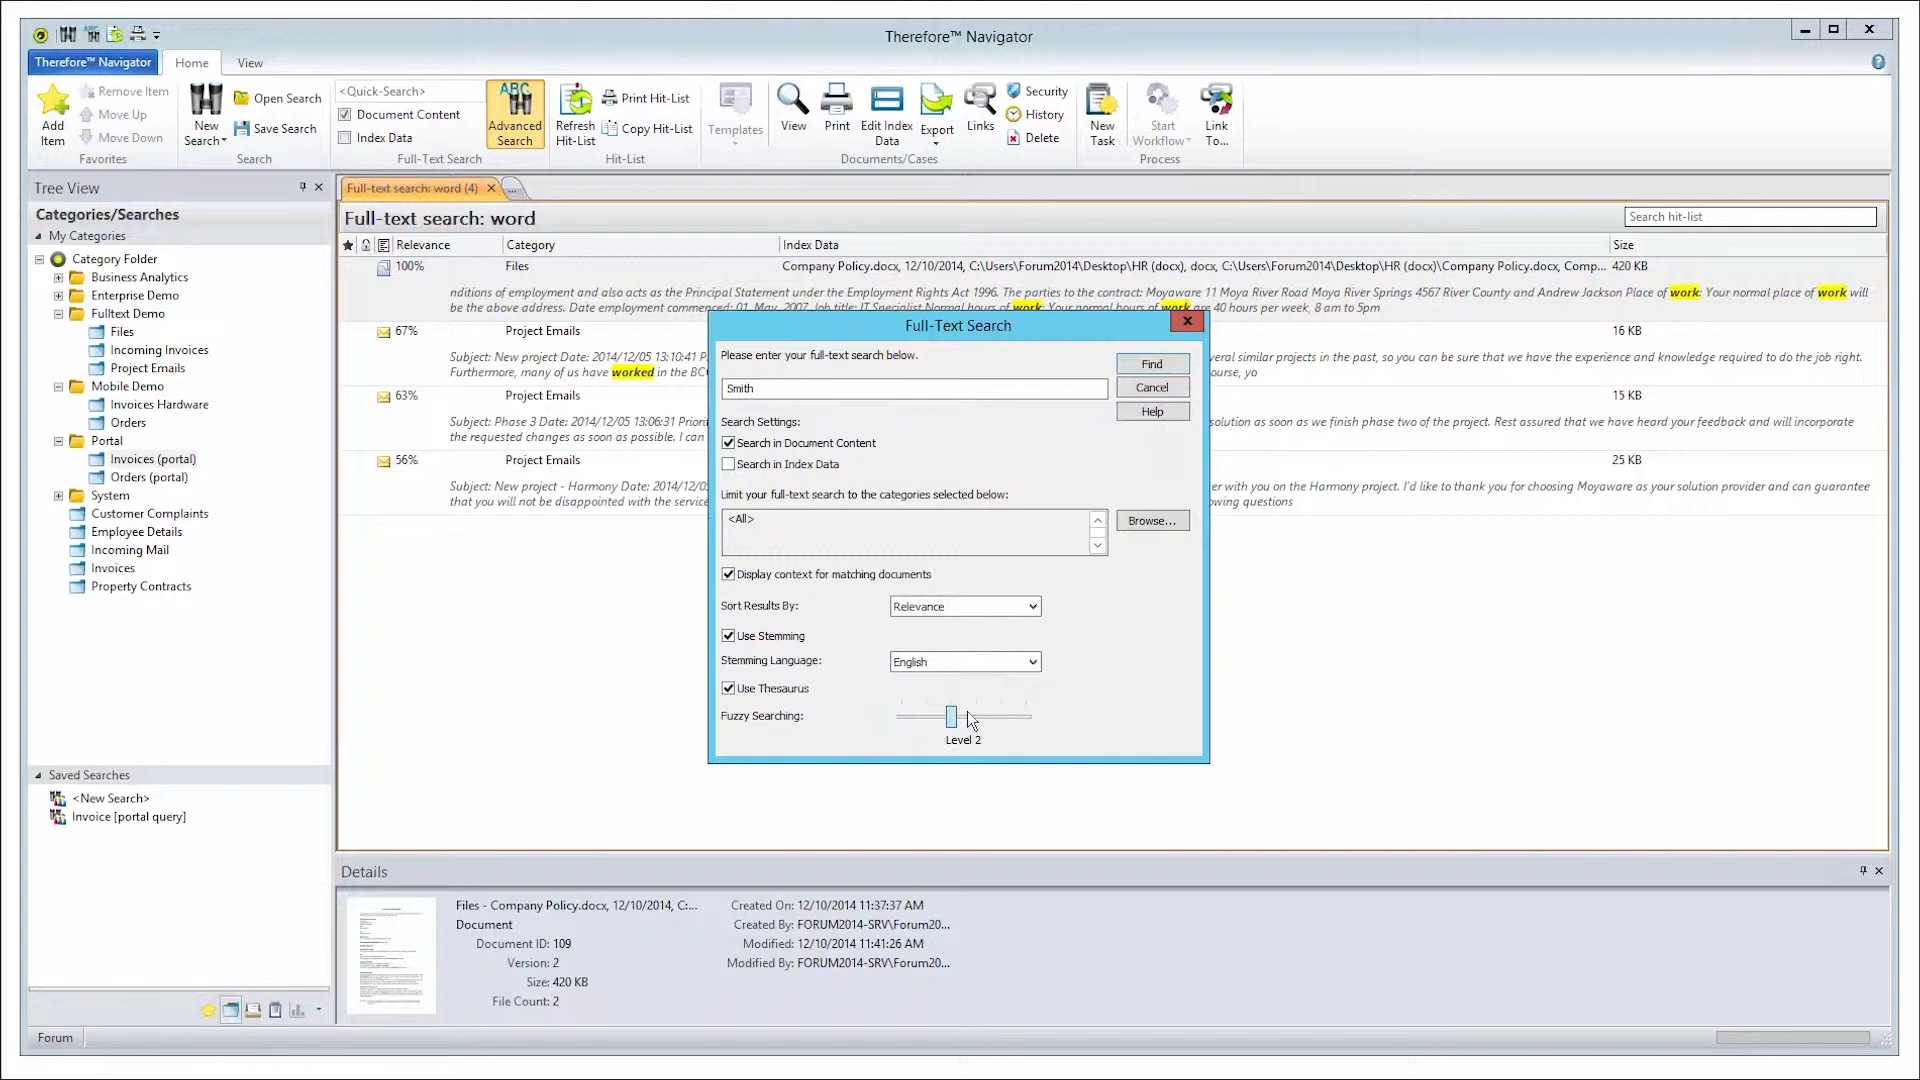 Therefore™ Navigator
Therefore™ Navigator
Home
View
Add Item
Remove Item
Move Up
Move Down
Favorites
New Search
Open Search
Save Search
Search
<Quick-Search>
Document Content
Index Data
Full-Text Search
ABC
Advanced Search
Refresh Hit-List
Print Hit-List
Copy Hit-List
Hit-List
Templates
View
Print
Edit Index Data
Export
Links
Security
History
Delete
Documents/Cases
New Task
Start Workflow
Link To...
Process
Tree View
Categories/Searches
My Categories
Category Folder
Business Analytics
Enterprise Demo
Fulltext Demo
Files
Incoming Invoices
Project Emails
Mobile Demo
Invoices Hardware
Orders
Portal
Invoices (portal)
Orders (portal)
System
Customer Complaints
Employee Details
Incoming Mail
Invoices
Property Contracts
Saved Searches
<New Search>
Invoice [portal query]
Full-text search: word (4)
...
Full-text search: word
Search hit-list
Relevance Category Index Data Size
100% Files Company Policy.docx, 12/10/2014, C:\Users\Forum2014\Desktop\HR (docx), docx, C:\Users\Forum2014\Desktop\HR (docx)\Company Policy.docx, Comp... 420 KB
nditions of employment and also acts as the Principal Statement under the Employment Rights Act 1996. The parties to the contract: Moyaware 11 Moya River Road Moya River Springs 4567 River County and Andrew Jackson Place of work: Your normal place of work will
be the above address. Date employment commenced: 01. May. 2007. Job title: IT Specialist Normal hours of work: Your normal hours of work are 40 hours per week, 8 am to 5pm
67% Project Emails 16 KB
Subject: New project Date: 2014/12/05 13:10:41 P everal similar projects in the past, so you can be sure that we have the experience and knowledge required to do the job right.
Furthermore, many of us have worked in the BC ourse, yo
63% Project Emails 15 KB
Subject: Phase 3 Date: 2014/12/05 13:06:31 Priori solution as soon as we finish phase two of the project. Rest assured that we have heard your feedback and will incorporate
the requested changes as soon as possible. I can
56% Project Emails 25 KB
Subject: New project - Harmony Date: 2014/12/0 er with you on the Harmony project. I'd like to thank you for choosing Moyaware as your solution provider and can guarantee
that you will not be disappointed with the service owing questions
Full-Text Search
Please enter your full-text search below.
Find
Smith
Cancel
Help
Search Settings:
Search in Document Content
Search in Index Data
Limit your full-text search to the categories selected below:
<All>
Browse...
Display context for matching documents
Sort Results By: Relevance
Use Stemming
Stemming Language: English
Use Thesaurus
Fuzzy Searching:
Level 2
Details
Files - Company Policy.docx, 12/10/2014, C:...
Document
Document ID: 109
Version: 2
Size: 420 KB
File Count: 2
Created On: 12/10/2014 11:37:37 AM
Created By: FORUM2014-SRV\Forum20...
Modified: 12/10/2014 11:41:26 AM
Modified By: FORUM2014-SRV\Forum20...
Forum